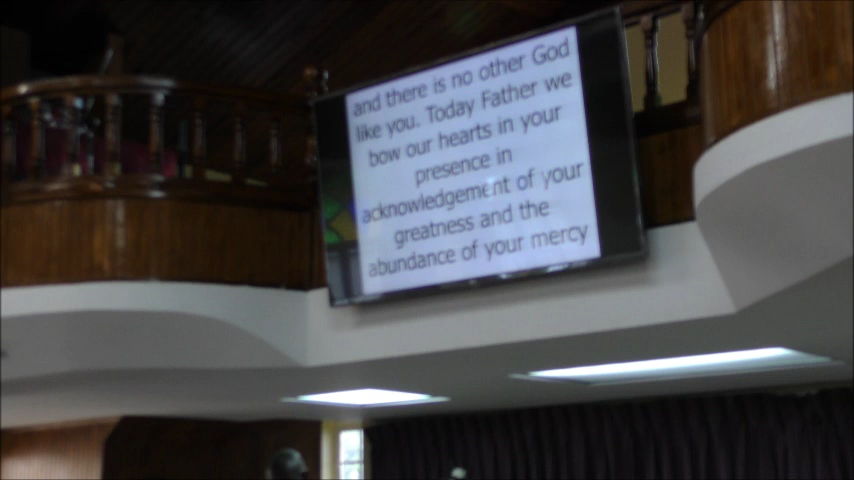 and there is no other God
like you. Today Father we
bow our hearts in your
presence in
acknowledgement of your
greatness and the
abundance of your mercy